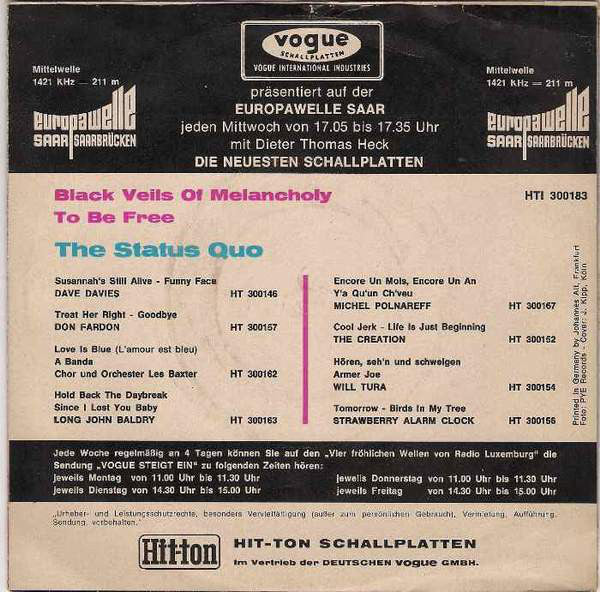 vogue
SCHALLPLATTEN
VOGUE INTERNATIONAL INDUSTRIES
Mittelwelle
1421 KHz — 211 m
europawelle
SAAR SAARBRÜCKEN
präsentiert auf der
EUROPAWELLE SAAR
jeden Mittwoch von 17.05 bis 17.35 Uhr
mit Dieter Thomas Heck
DIE NEUESTEN SCHALLPLATTEN
Mittelwelle
1421 KHz — 211 m
europawelle
SAAR SAARBRÜCKEN
Black Veils Of Melancholy
To Be Free
HTI 300183
The Status Quo
Susannah's Still Alive - Funny Face
DAVE DAVIES HT 300146
Treat Her Right - Goodbye
DON FARDON HT 300157
Love is Blue (L'amour est bleu)
A Banda
Chor und Orchester Les Baxter HT 300162
Hold Back The Daybreak
Since I Lost You Baby
LONG JOHN BALDRY HT 300163
Encore Un Mois, Encore Un An
Y'a Qu'un Ch'veu
MICHEL POLNAREFF HT 300167
Cool Jerk - Life Is Just Beginning
THE CREATION HT 300152
Hören, seh'n und schweigen
Armer Joe
WILL TURA HT 300154
Tomorrow - Birds In My Tree
STRAWBERRY ALARM CLOCK HT 300156
Printed in Germany by Johannes Alt, Frankfurt
Foto: PYE Records - Cover: J. Kipp, Köln
Jede Woche regelmäßig an 4 Tagen können Sie auf den „Vier fröhlichen Wellen von Radio Luxemburg" die
Sendung „VOGUE STEIGT EIN" zu folgenden Zeiten hören:
jeweils Montag von 11.00 Uhr bis 11.30 Uhr
jeweils Dienstag von 14.30 Uhr bis 15.00 Uhr
jeweils Donnerstag von 11.00 Uhr bis 11.30 Uhr
jeweils Freitag von 14.30 Uhr bis 15.00 Uhr
„Urheber- und Leistungsschutzrechte, besonders Vervielfältigung (außer zum persönlichen Gebrauch), Vermietung, Aufführung,
Sendung, vorbehalten."
Hit-ton
HIT-TON SCHALLPLATTEN
Im Vertrieb der DEUTSCHEN vogue GMBH.